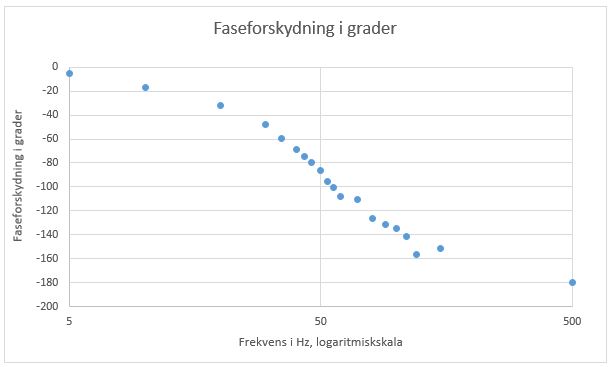 Faseforskydning i grader
0
-20
-40
-60
-80
-100
-120
-140
-160
-180
-200
Faseforskydning i grader
5 50 500
Frekvens i Hz, logaritmiskskala